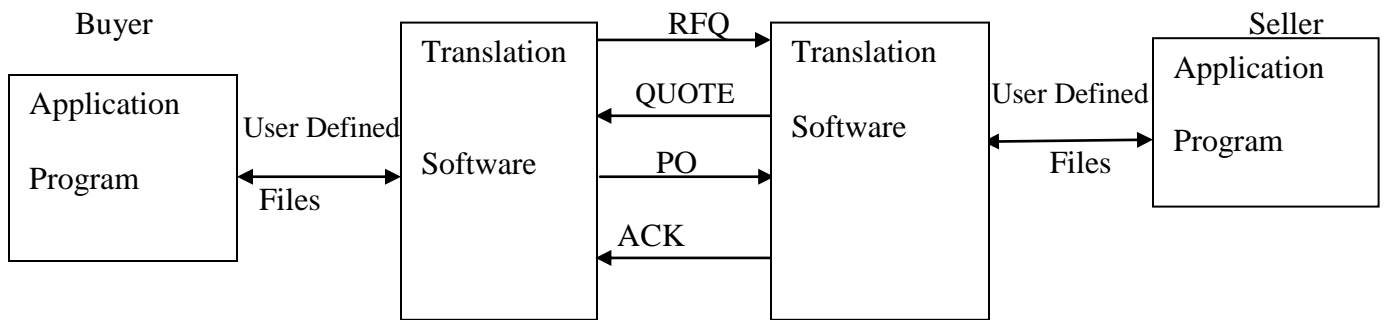 Buyer
Application
Program
User Defined
Files
Translation
Software
RFQ
QUOTE
PO
ACK
Translation
Software
User Defined
Files
Seller
Application
Program